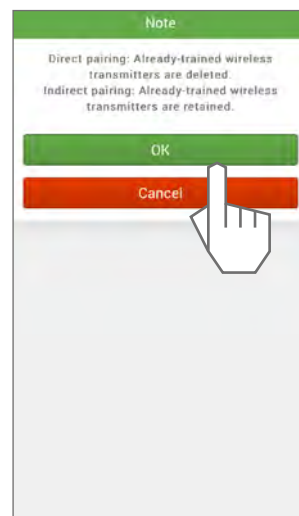 Note
Direct pairing: Already-trained wireless
transmitters are deleted.
Indirect pairing: Already-trained wireless
transmitters are retained.
OK
Cancel